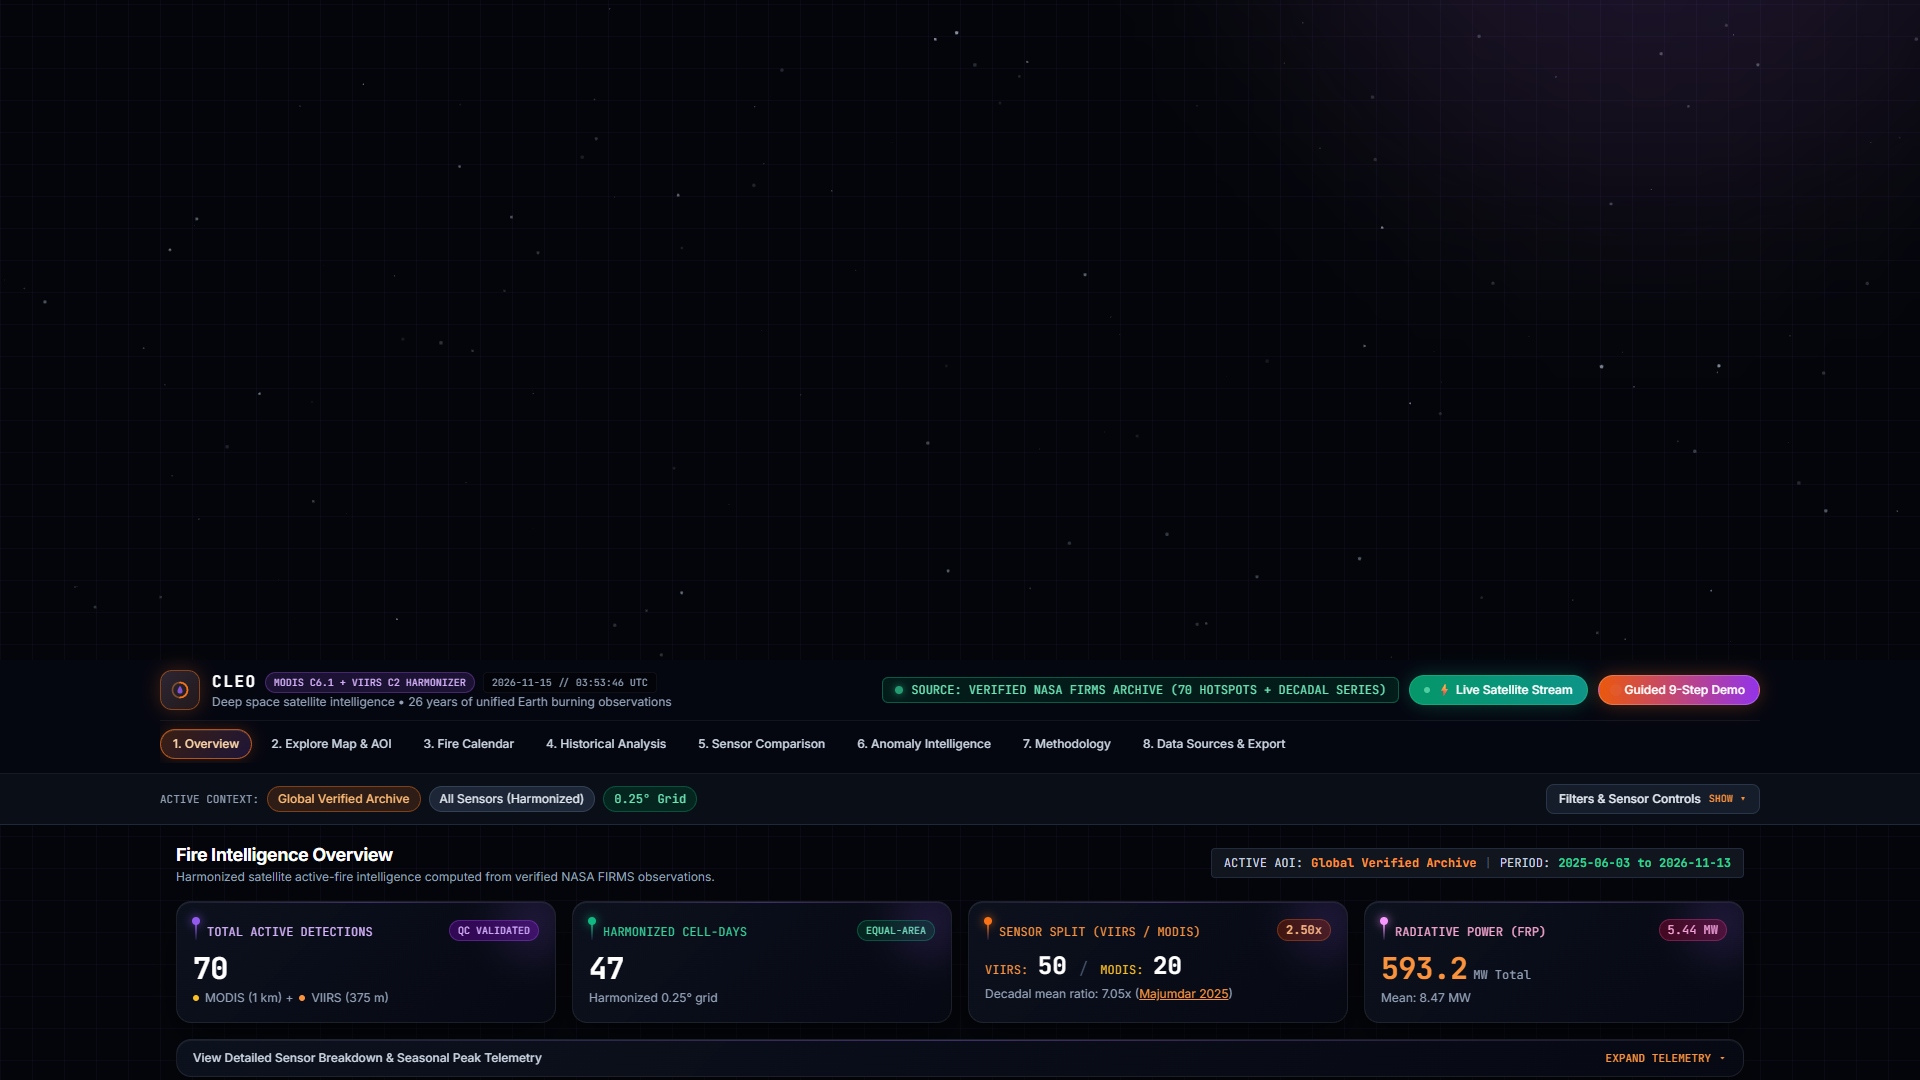 CLEO MODIS C6.1 + VIIRS C2 HARMONIZER 2026-11-15 // 03:53:46 UTC
Deep space satellite intelligence • 26 years of unified Earth burning observations
SOURCE: VERIFIED NASA FIRMS ARCHIVE (70 HOTSPOTS + DECADAL SERIES) Live Satellite Stream Guided 9-Step Demo
1. Overview 2. Explore Map & AOI 3. Fire Calendar 4. Historical Analysis 5. Sensor Comparison 6. Anomaly Intelligence 7. Methodology 8. Data Sources & Export
ACTIVE CONTEXT: Global Verified Archive All Sensors (Harmonized) 0.25° Grid Filters & Sensor Controls SHOW
Fire Intelligence Overview
Harmonized satellite active-fire intelligence computed from verified NASA FIRMS observations.
ACTIVE AOI: Global Verified Archive | PERIOD: 2025-06-03 to 2026-11-13
TOTAL ACTIVE DETECTIONS QC VALIDATED
70
MODIS (1 km) + VIIRS (375 m)
HARMONIZED CELL-DAYS EQUAL-AREA
47
Harmonized 0.25° grid
SENSOR SPLIT (VIIRS / MODIS) 2.50x
VIIRS: 50 / MODIS: 20
Decadal mean ratio: 7.05x (Majumdar 2025)
RADIATIVE POWER (FRP) 5.44 MW
593.2 MW Total
Mean: 8.47 MW
View Detailed Sensor Breakdown & Seasonal Peak Telemetry EXPAND TELEMETRY